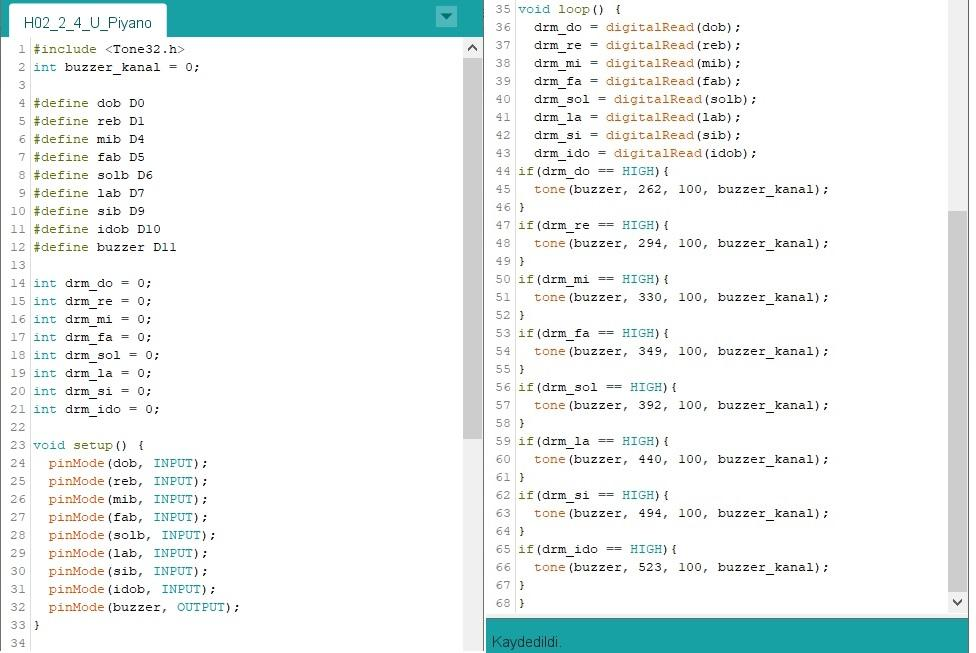 H02_2_4_U_Piyano
1 #include <Tone32.h>
2 int buzzer_kanal = 0;
3
4 #define dob D0
5 #define reb D1
6 #define mib D4
7 #define fab D5
8 #define solb D6
9 #define lab D7
10 #define sib D9
11 #define idob D10
12 #define buzzer D11
13
14 int drm_do = 0;
15 int drm_re = 0;
16 int drm_mi = 0;
17 int drm_fa = 0;
18 int drm_sol = 0;
19 int drm_la = 0;
20 int drm_si = 0;
21 int drm_ido = 0;
22
23 void setup() {
24   pinMode(dob, INPUT);
25   pinMode(reb, INPUT);
26   pinMode(mib, INPUT);
27   pinMode(fab, INPUT);
28   pinMode(solb, INPUT);
29   pinMode(lab, INPUT);
30   pinMode(sib, INPUT);
31   pinMode(idob, INPUT);
32   pinMode(buzzer, OUTPUT);
33 }
34
35 void loop() {
36   drm_do = digitalRead(dob);
37   drm_re = digitalRead(reb);
38   drm_mi = digitalRead(mib);
39   drm_fa = digitalRead(fab);
40   drm_sol = digitalRead(solb);
41   drm_la = digitalRead(lab);
42   drm_si = digitalRead(sib);
43   drm_ido = digitalRead(idob);
44 if(drm_do == HIGH){
45   tone(buzzer, 262, 100, buzzer_kanal);
46 }
47 if(drm_re == HIGH){
48   tone(buzzer, 294, 100, buzzer_kanal);
49 }
50 if(drm_mi == HIGH){
51   tone(buzzer, 330, 100, buzzer_kanal);
52 }
53 if(drm_fa == HIGH){
54   tone(buzzer, 349, 100, buzzer_kanal);
55 }
56 if(drm_sol == HIGH){
57   tone(buzzer, 392, 100, buzzer_kanal);
58 }
59 if(drm_la == HIGH){
60   tone(buzzer, 440, 100, buzzer_kanal);
61 }
62 if(drm_si == HIGH){
63   tone(buzzer, 494, 100, buzzer_kanal);
64 }
65 if(drm_ido == HIGH){
66   tone(buzzer, 523, 100, buzzer_kanal);
67 }
68 }
Kaydedildi.